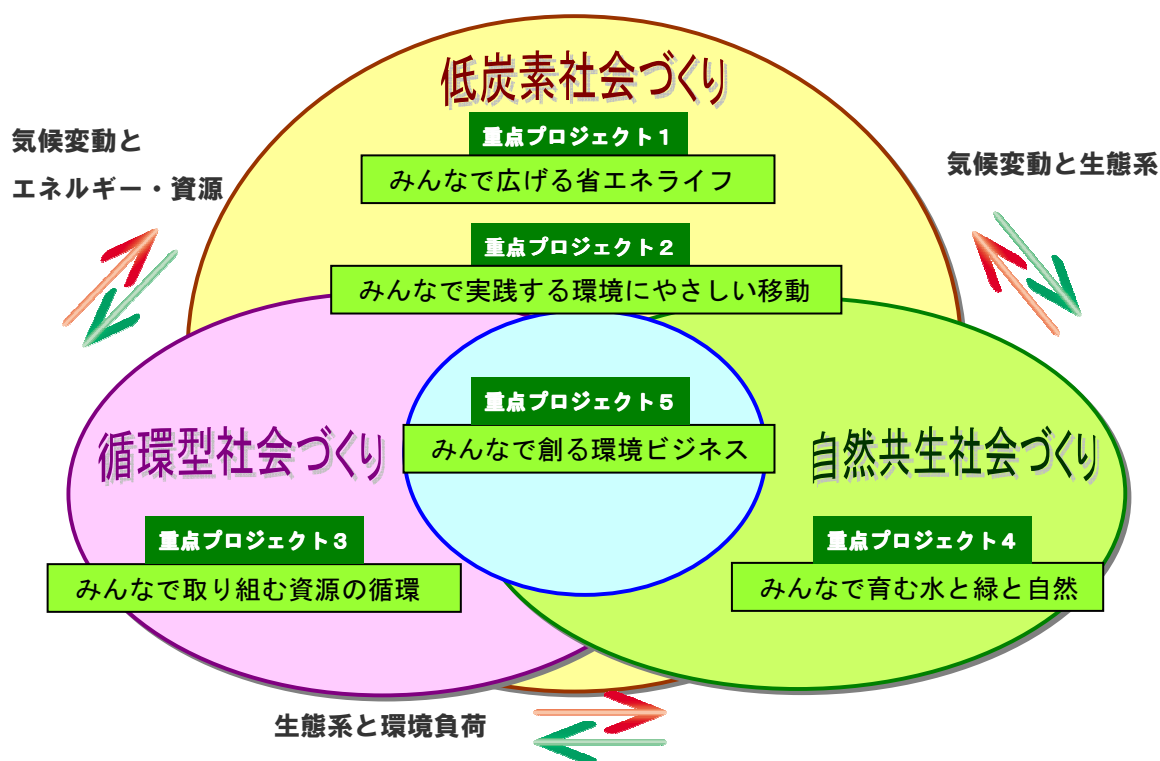 低炭素社会づくり
重点プロジェクト１
みんなで広げる省エネライフ
気候変動と
エネルギー・資源
気候変動と生態系
重点プロジェクト２
みんなで実践する環境にやさしい移動
重点プロジェクト５
みんなで創る環境ビジネス
循環型社会づくり
自然共生社会づくり
重点プロジェクト３
みんなで取り組む資源の循環
重点プロジェクト４
みんなで育む水と緑と自然
生態系と環境負荷